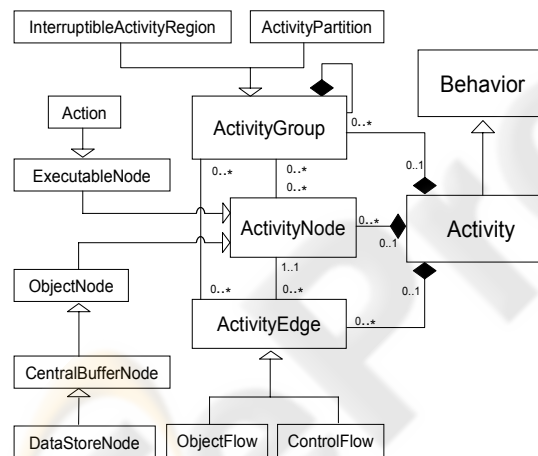 InterruptibleActivityRegion
ActivityPartition
Behavior
Action
ActivityGroup
0..*
0..1
ExecutableNode
0..*
0..*
0..*
ActivityNode
0..*
0..1
Activity
ObjectNode
1..1
0..*
0..*
0..1
ActivityEdge
0..*
CentralBufferNode
DataStoreNode
ObjectFlow
ControlFlow